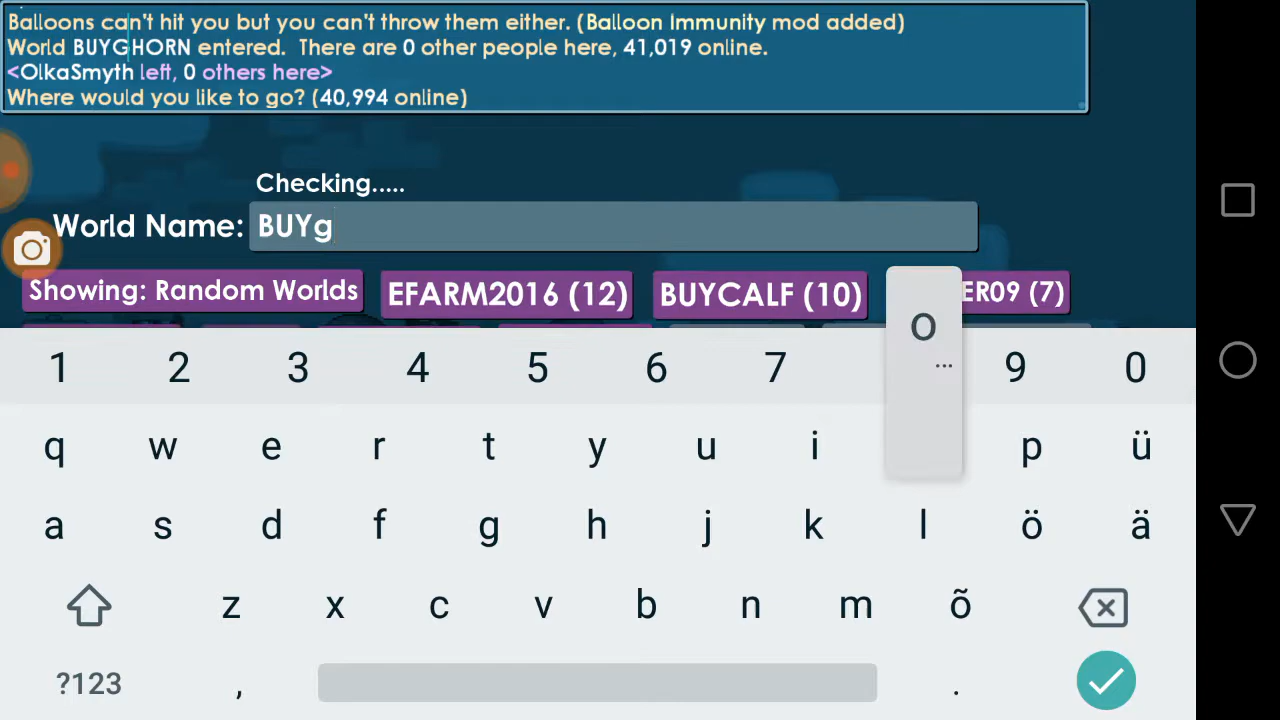 Balloons can't hit you but you can't throw them either. (Balloon Immunity mod added)
World BUYGHORN entered.  There are 0 other people here, 41,019 online.
<OlkaSmyth left, 0 others here>
Where would you like to go? (40,994 online)
Checking.....
World Name: BUYg
Showing: Random Worlds EFARM2016 (12) BUYCALF (10) ER09 (7)
o
...
1 2 3 4 5 6 7 9 0
q w e r t y u i p ü
a s d f g h j k l ö ä
z x c v b n m õ
?123 , .